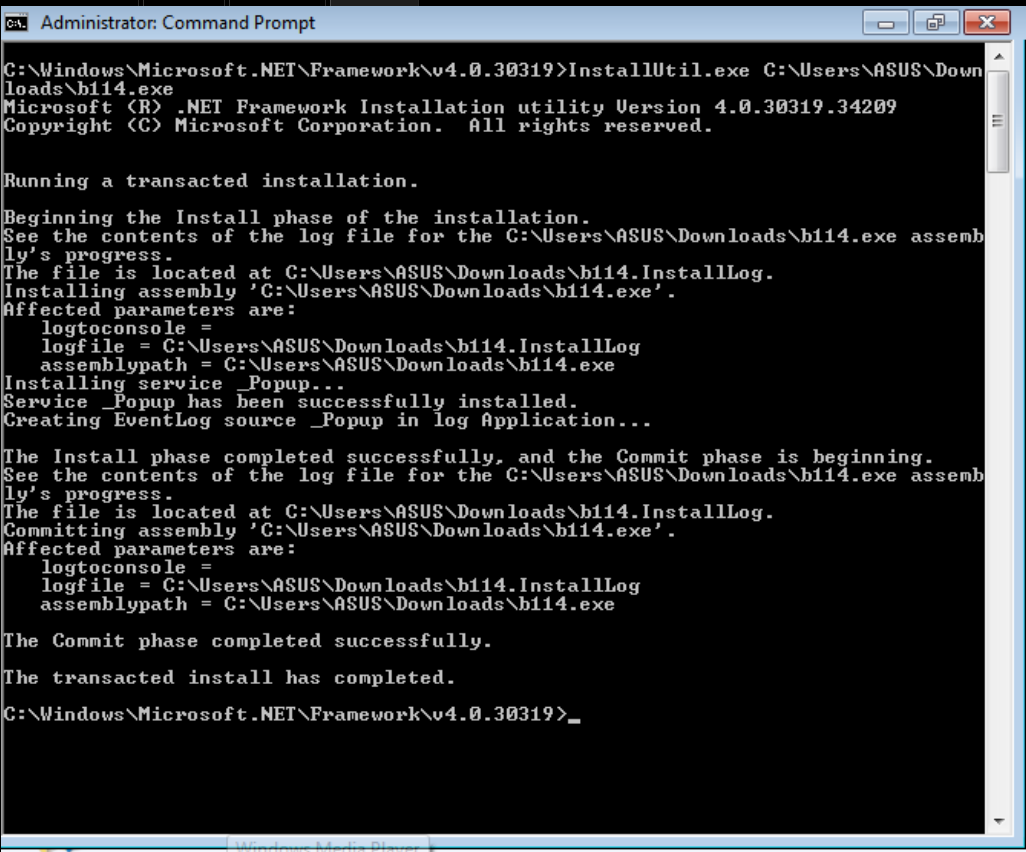 Administrator: Command Prompt
C:\Windows\Microsoft.NET\Framework\v4.0.30319>InstallUtil.exe C:\Users\ASUS\Down
loads\b114.exe
Microsoft (R) .NET Framework Installation utility Version 4.0.30319.34209
Copyright (C) Microsoft Corporation.  All rights reserved.
Running a transacted installation.
Beginning the Install phase of the installation.
See the contents of the log file for the C:\Users\ASUS\Downloads\b114.exe assemb
ly's progress.
The file is located at C:\Users\ASUS\Downloads\b114.InstallLog.
Installing assembly 'C:\Users\ASUS\Downloads\b114.exe'.
Affected parameters are:
   logtoconsole =
   logfile = C:\Users\ASUS\Downloads\b114.InstallLog
   assemblypath = C:\Users\ASUS\Downloads\b114.exe
Installing service _Popup...
Service _Popup has been successfully installed.
Creating EventLog source _Popup in log Application...
The Install phase completed successfully, and the Commit phase is beginning.
See the contents of the log file for the C:\Users\ASUS\Downloads\b114.exe assemb
ly's progress.
The file is located at C:\Users\ASUS\Downloads\b114.InstallLog.
Committing assembly 'C:\Users\ASUS\Downloads\b114.exe'.
Affected parameters are:
   logtoconsole =
   logfile = C:\Users\ASUS\Downloads\b114.InstallLog
   assemblypath = C:\Users\ASUS\Downloads\b114.exe
The Commit phase completed successfully.
The transacted install has completed.
C:\Windows\Microsoft.NET\Framework\v4.0.30319>_
Windows Media Player